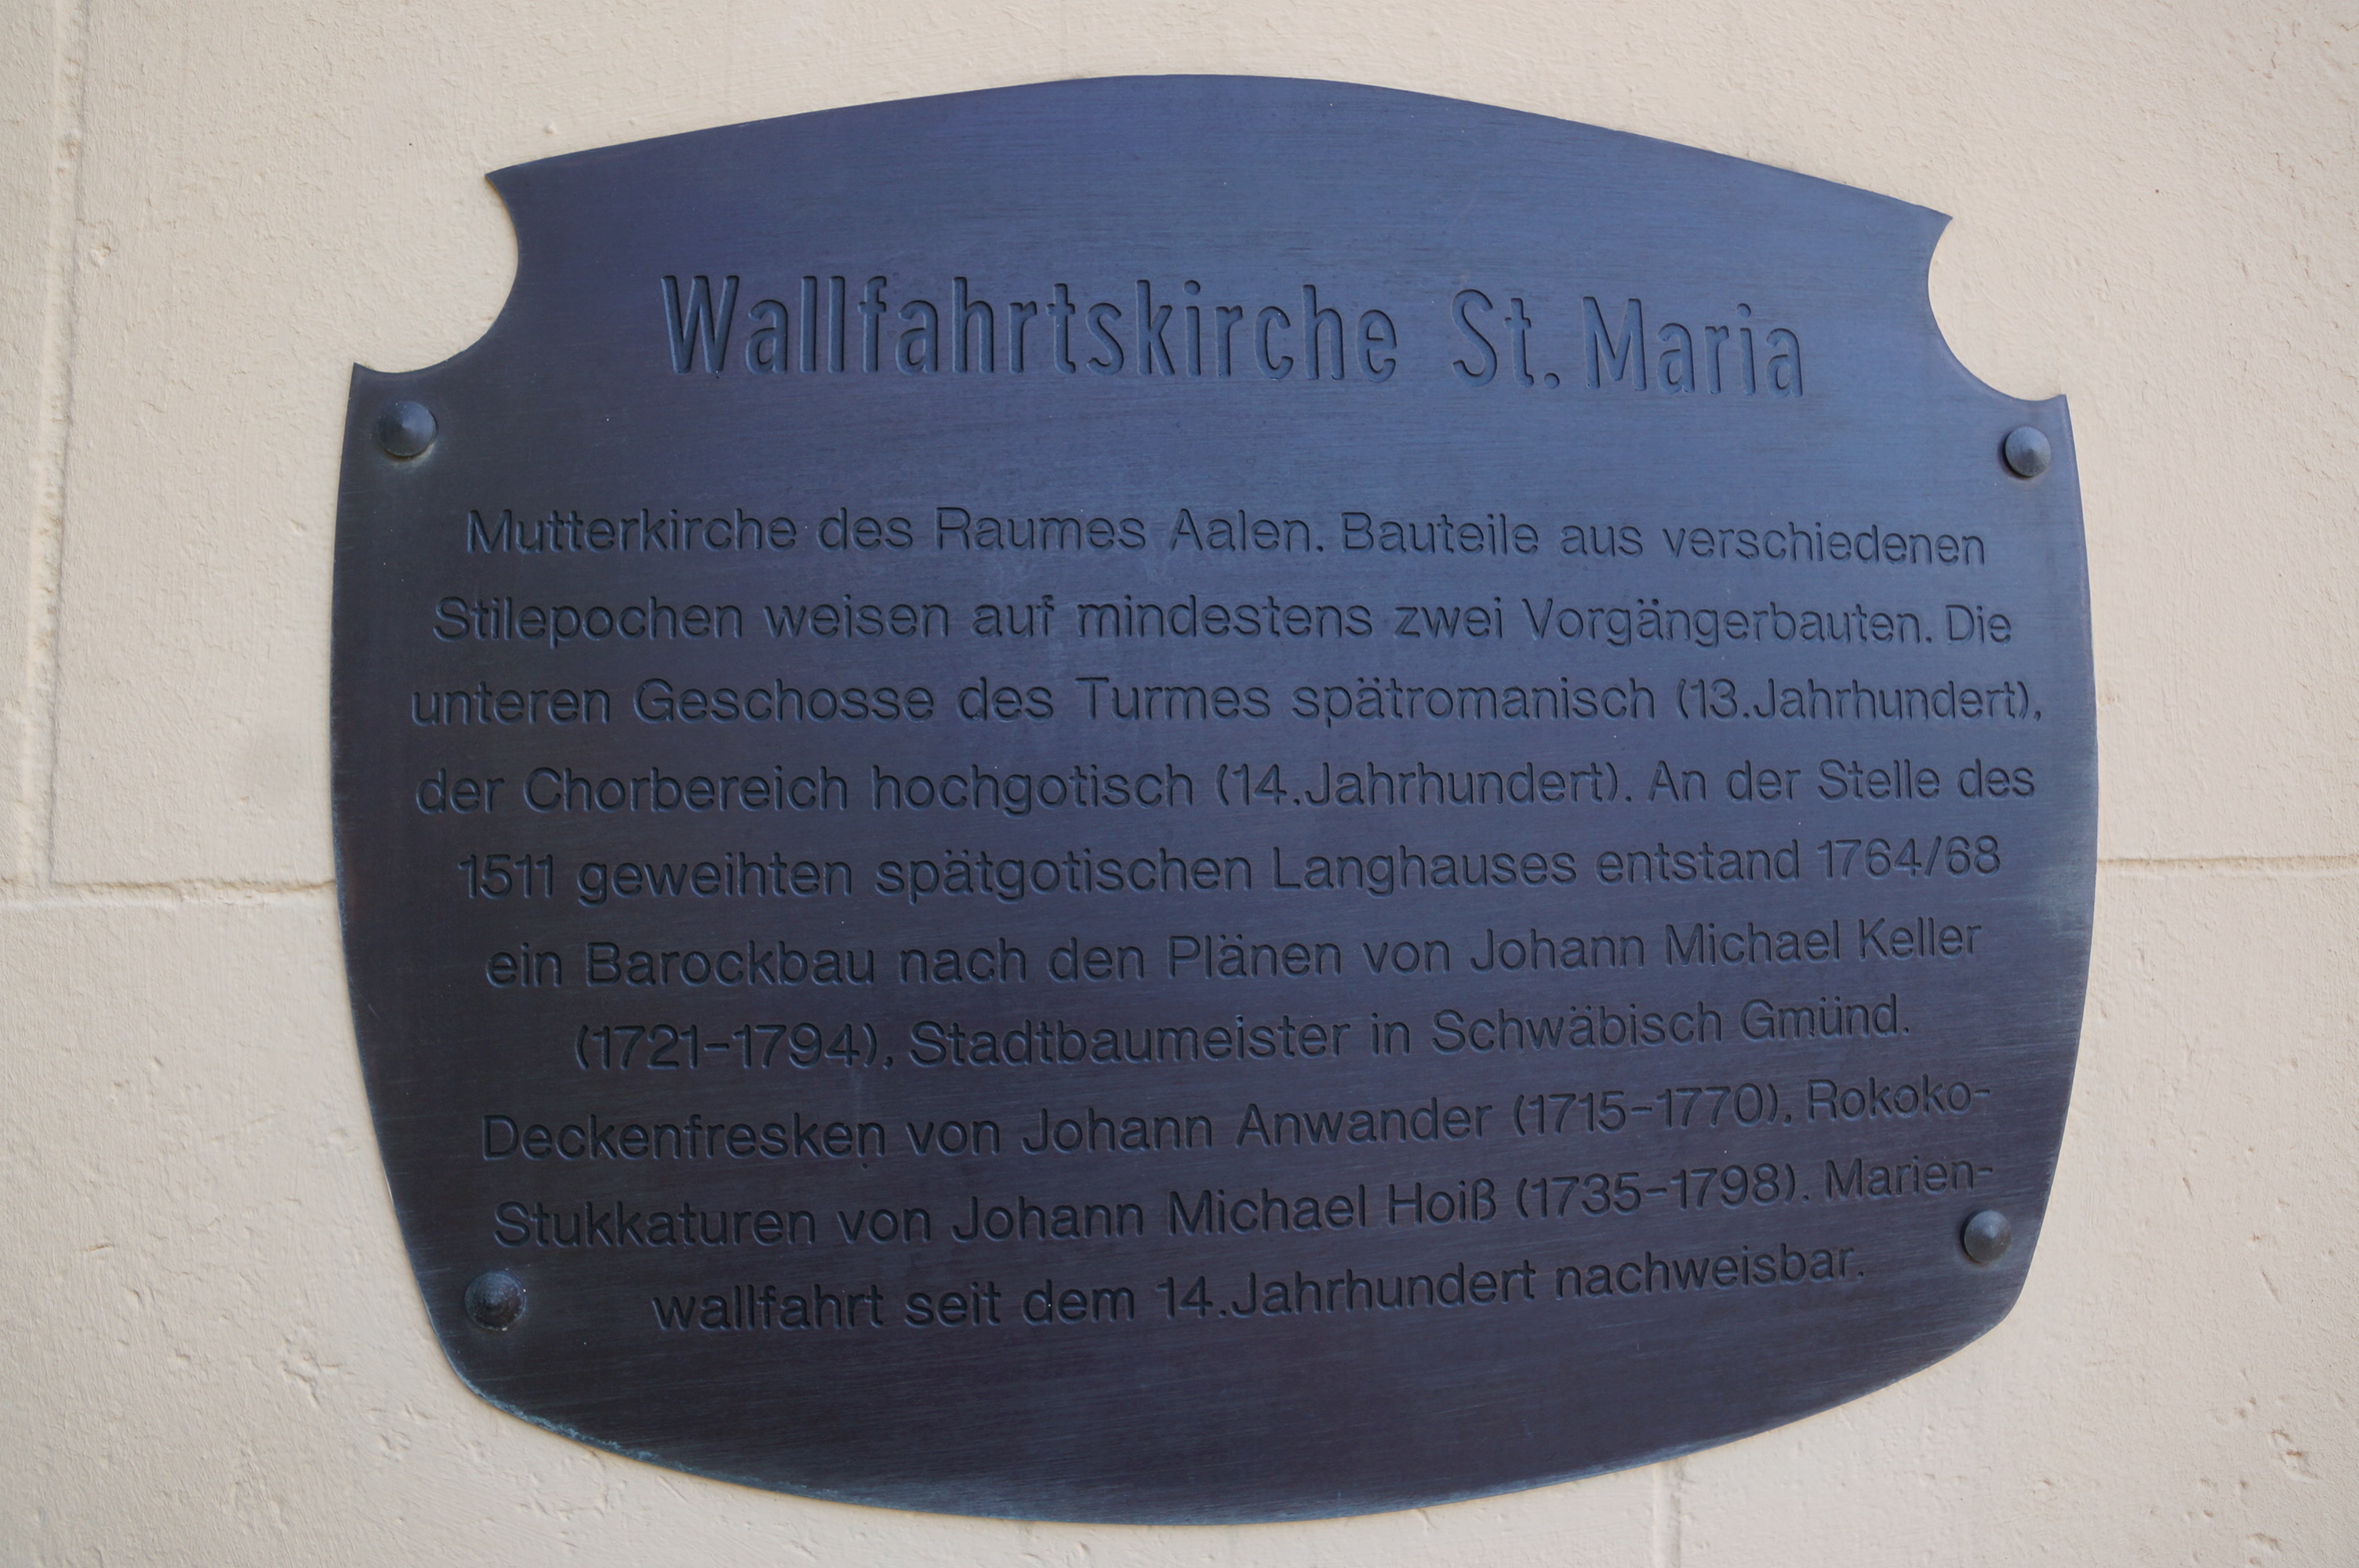 Wallfahrtskirche St. Maria
Mutterkirche des Raumes Aalen. Bauteile aus verschiedenen
Stilepochen weisen auf mindestens zwei Vorgängerbauten. Die
unteren Geschosse des Turmes spätromanisch (13.Jahrhundert),
der Chorbereich hochgotisch (14.Jahrhundert). An der Stelle des
1511 geweihten spätgotischen Langhauses entstand 1764/68
ein Barockbau nach den Plänen von Johann Michael Keller
(1721-1794), Stadtbaumeister in Schwäbisch Gmünd.
Deckenfresken von Johann Anwander (1715-1770), Rokoko-
Stukkaturen von Johann Michael Hoiß (1735-1798). Marien-
wallfahrt seit dem 14.Jahrhundert nachweisbar.